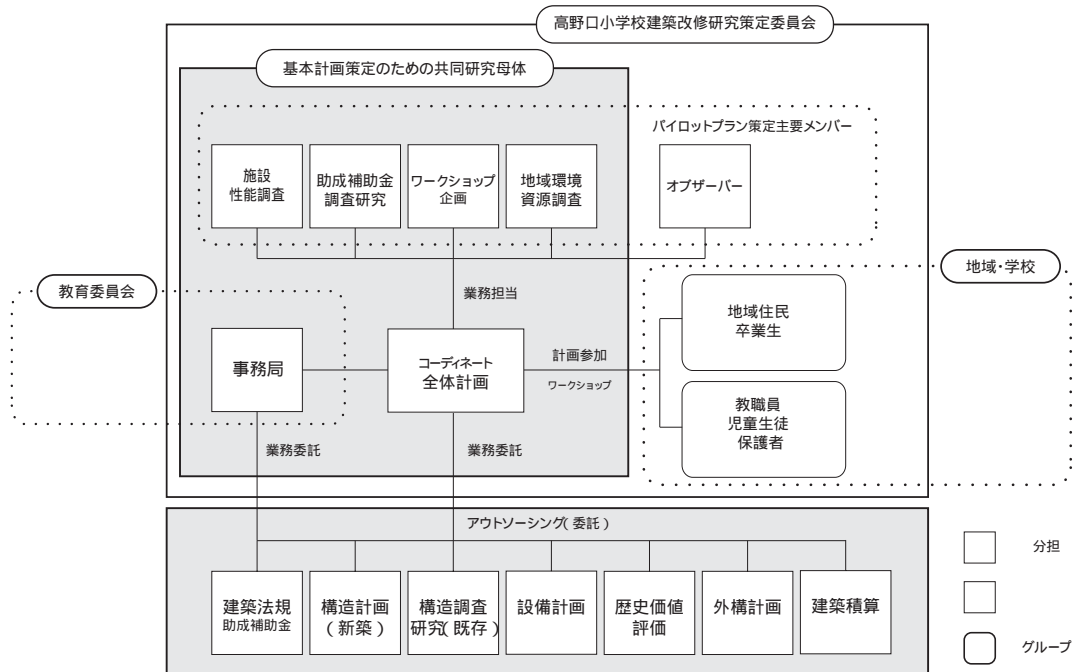 高野口小学校建築改修研究策定委員会
基本計画策定のための共同研究母体
パイロットプラン策定主要メンバー
施設
性能調査
助成補助金
調査研究
ワークショップ
企画
地域環境
資源調査
オブザーバー
教育委員会
地域・学校
業務担当
地域住民
卒業生
事務局
コーディネート
全体計画
計画参加
ワークショップ
教職員
児童生徒
保護者
業務委託
業務委託
アウトソーシング(委託)
建築法規
助成補助金
構造計画
(新築)
構造調査
研究(既存)
設備計画
歴史価値
評価
外構計画
建築積算
分担
グループ